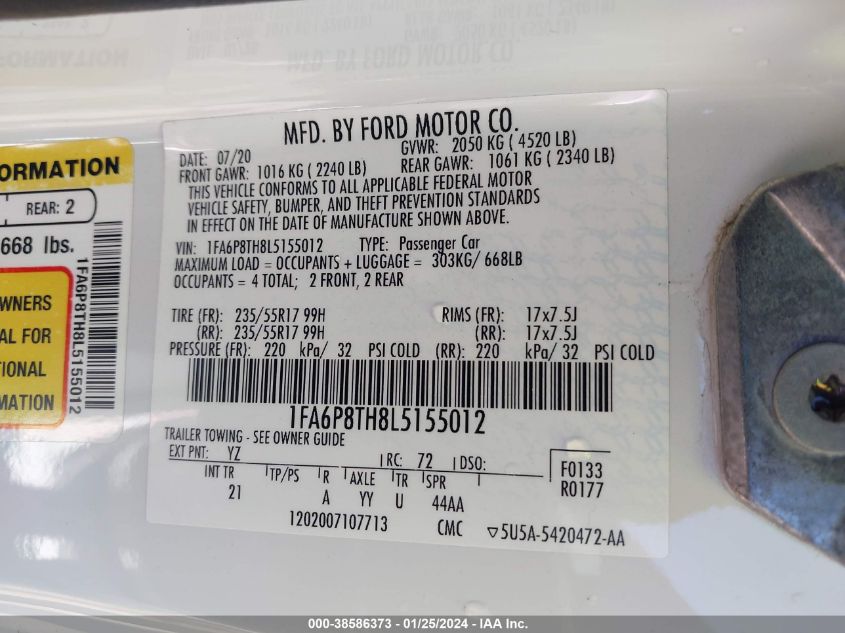 MFD. BY FORD MOTOR CO.
DATE: 07/20 GVWR: 2050 KG ( 4520 LB)
FRONT GAWR: 1016 KG ( 2240 LB) REAR GAWR: 1061 KG ( 2340 LB)
THIS VEHICLE CONFORMS TO ALL APPLICABLE FEDERAL MOTOR
VEHICLE SAFETY, BUMPER, AND THEFT PREVENTION STANDARDS
IN EFFECT ON THE DATE OF MANUFACTURE SHOWN ABOVE.
VIN: 1FA6P8TH8L5155012 TYPE: Passenger Car
MAXIMUM LOAD = OCCUPANTS + LUGGAGE = 303KG/ 668LB
OCCUPANTS = 4 TOTAL; 2 FRONT, 2 REAR
TIRE (FR): 235/55R17 99H RIMS (FR): 17x7.5J
(RR): 235/55R17 99H (RR): 17x7.5J
PRESSURE (FR): 220 kPa/ 32 PSI COLD (RR): 220 kPa/ 32 PSI COLD
1FA6P8TH8L5155012
TRAILER TOWING - SEE OWNER GUIDE
EXT PNT: YZ RC: 72 DSO: F0133
INT TR TP/PS R AXLE TR SPR R0177
21 A YY U 44AA
1202007107713 CMC ▽5U5A-5420472-AA
ORMATION
REAR: 2
668 lbs.
WNERS
AL FOR
TIONAL
MATION
1FA6P8TH8L5155012
000-38586373 - 01/25/2024 - IAA Inc.